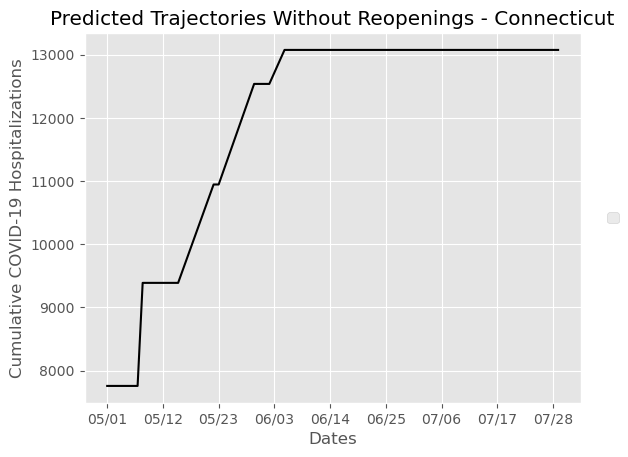 Predicted Trajectories Without Reopenings - Connecticut
Cumulative COVID-19 Hospitalizations
13000
12000
11000
10000
9000
8000
05/01 05/12 05/23 06/03 06/14 06/25 07/06 07/17 07/28
Dates